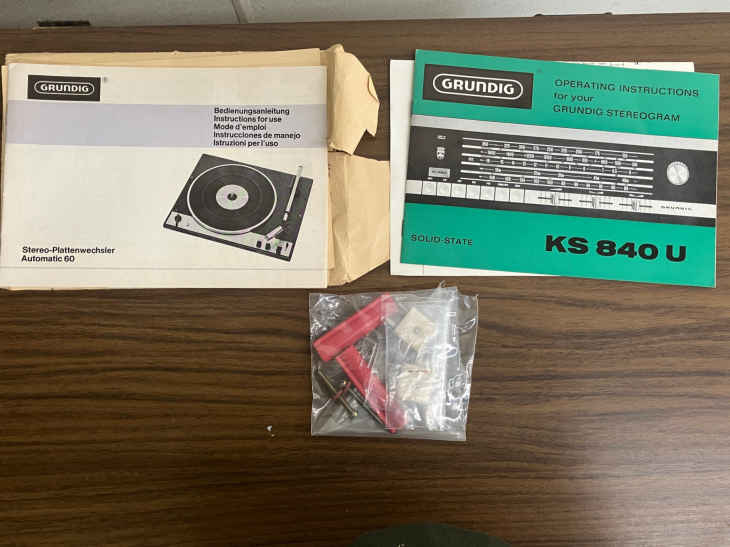 GRUNDIG
Bedienungsanleitung
Instructions for use
Mode d'emploi
Instrucciones de manejo
Istruzioni per l'uso
Stereo-Plattenwechsler
Automatic 60
GRUNDIG
OPERATING INSTRUCTIONS
for your
GRUNDIG STEREOGRAM
GRUNDIG
SOLID-STATE
KS 840 U